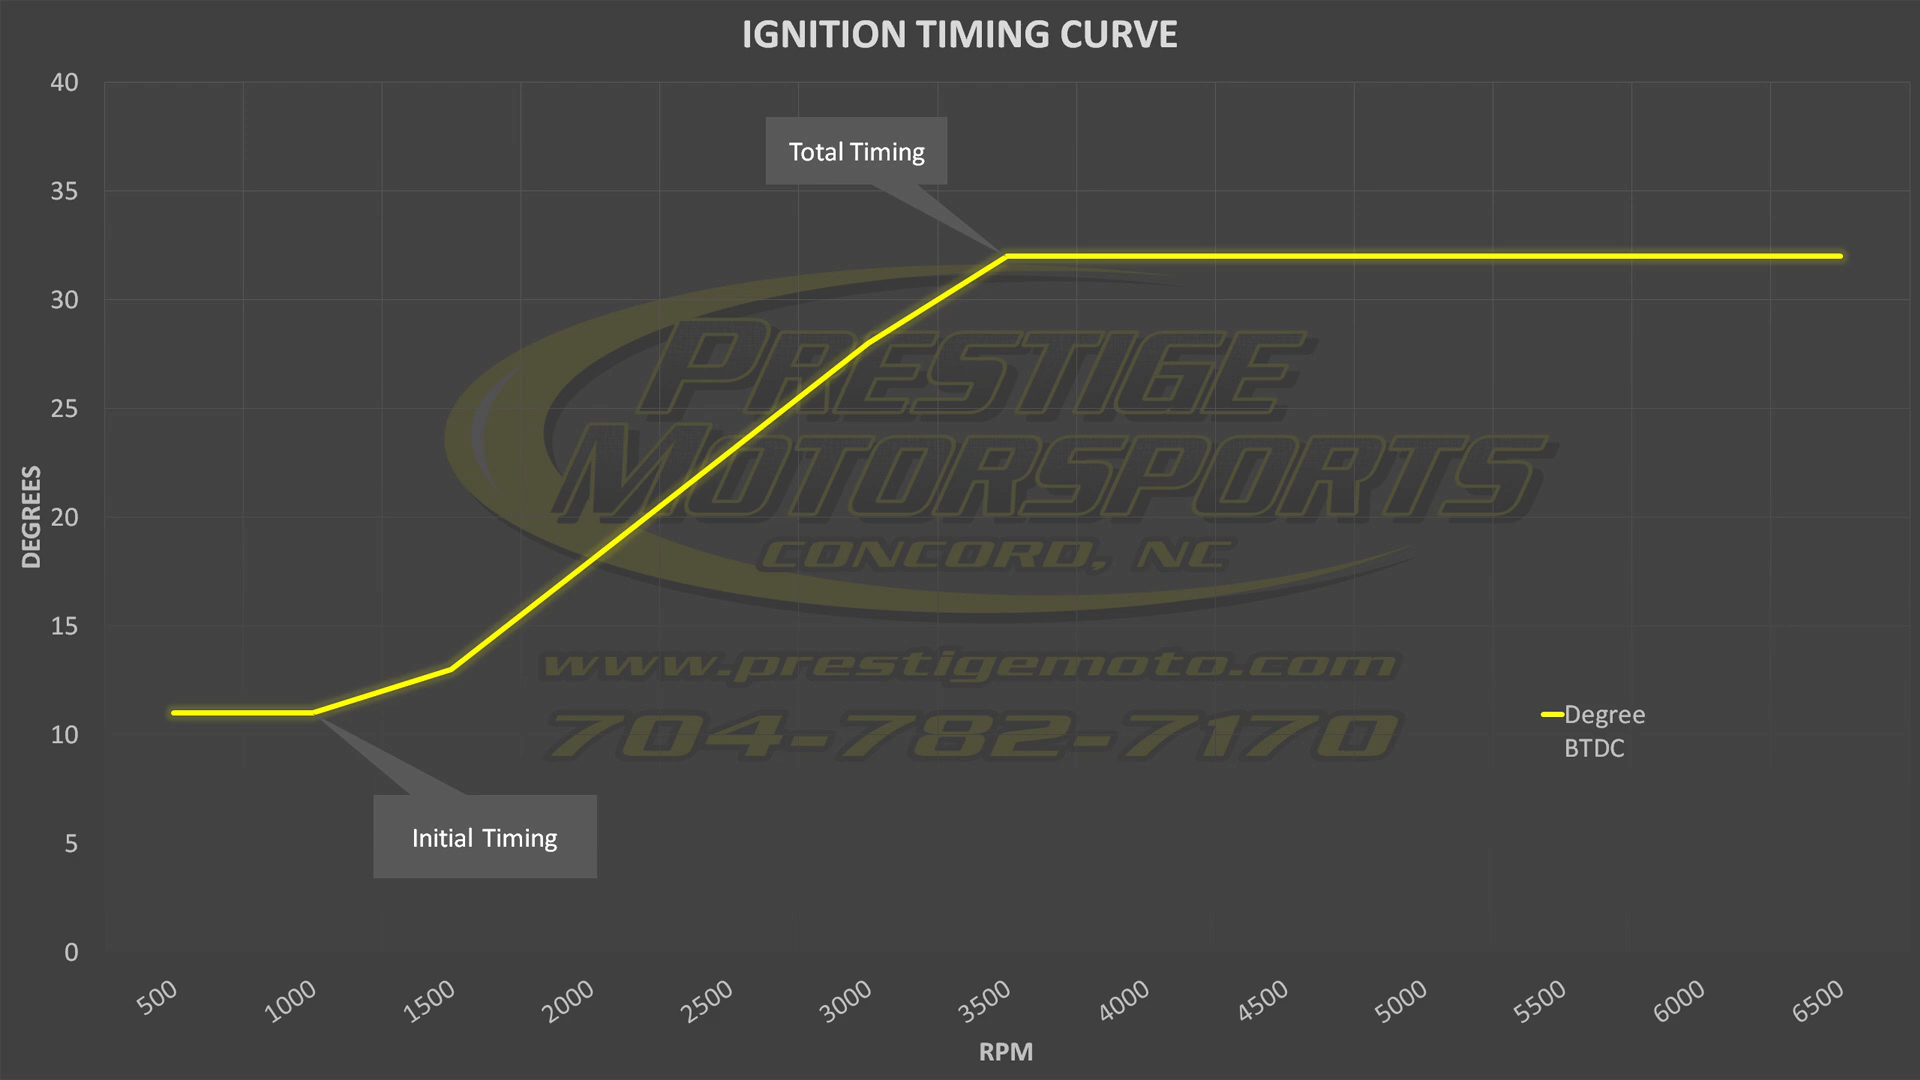 IGNITION TIMING CURVE
40
35
30
25
20
15
10
5
0
DEGREES
Total Timing
Initial Timing
PRESTIGE
MOTORSPORTS
CONCORD, NC
www.prestigemoto.com
704-782-7170
Degree
BTDC
500 1000 1500 2000 2500 3000 3500 4000 4500 5000 5500 6000 6500
RPM